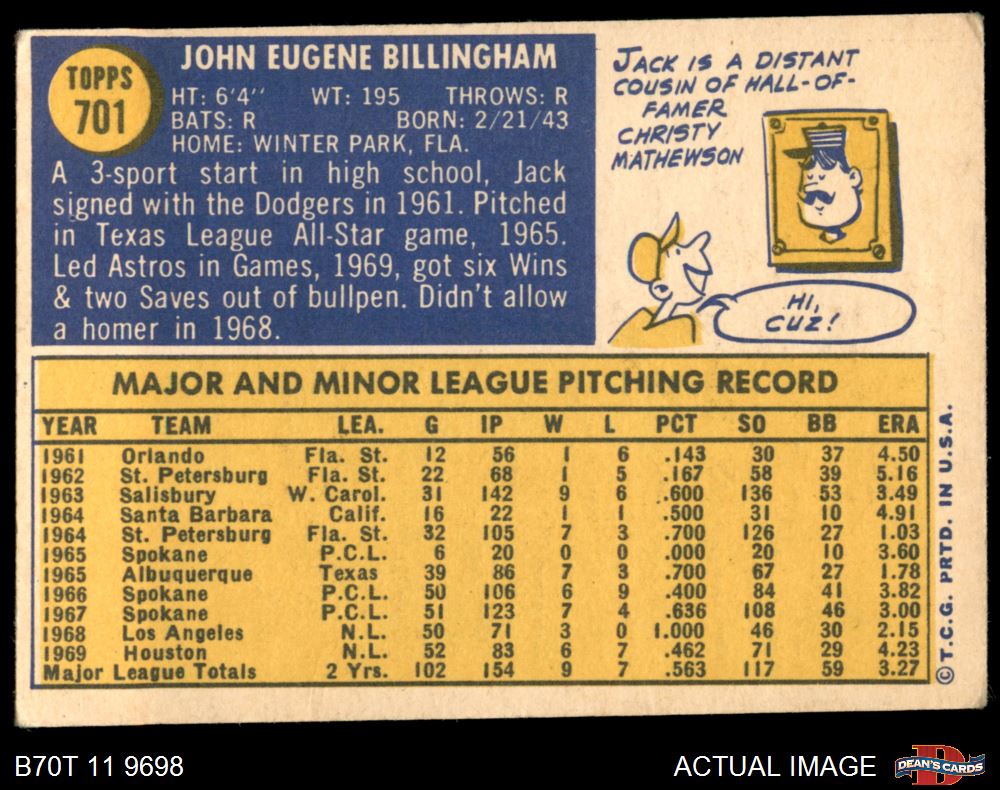 TOPPS
701
JOHN EUGENE BILLINGHAM
HT: 6'4" WT: 195 THROWS: R
BATS: R BORN: 2/21/43
HOME: WINTER PARK, FLA.
A 3-sport start in high school, Jack
signed with the Dodgers in 1961. Pitched
in Texas League All-Star game, 1965.
Led Astros in Games, 1969, got six Wins
& two Saves out of bullpen. Didn't allow
a homer in 1968.
JACK IS A DISTANT
COUSIN OF HALL-OF-
FAMER
CHRISTY
MATHEWSON
HI,
CUZ!
MAJOR AND MINOR LEAGUE PITCHING RECORD
YEAR TEAM LEA. G IP W L PCT SO BB ERA
1961 Orlando Fla. St. 12 56 1 6 .143 30 37 4.50
1962 St. Petersburg Fla. St. 22 68 1 5 .167 58 39 5.16
1963 Salisbury W. Carol. 31 142 9 6 .600 136 53 3.49
1964 Santa Barbara Calif. 16 22 1 1 .500 31 10 4.91
1964 St. Petersburg Fla. St. 32 105 7 3 .700 126 27 1.03
1965 Spokane P.C.L. 6 20 0 0 .000 20 10 3.60
1965 Albuquerque Texas 39 86 7 3 .700 67 27 1.78
1966 Spokane P.C.L. 50 106 6 9 .400 84 41 3.82
1967 Spokane P.C.L. 51 123 7 4 .636 108 46 3.00
1968 Los Angeles N.L. 50 71 3 0 1.000 46 30 2.15
1969 Houston N.L. 52 83 6 7 .462 71 29 4.23
Major League Totals 2 Yrs. 102 154 9 7 .563 117 59 3.27
© T.C.G. PRTD. IN U.S.A.
B70T 11 9698
ACTUAL IMAGE
D
DEAN'S CARDS